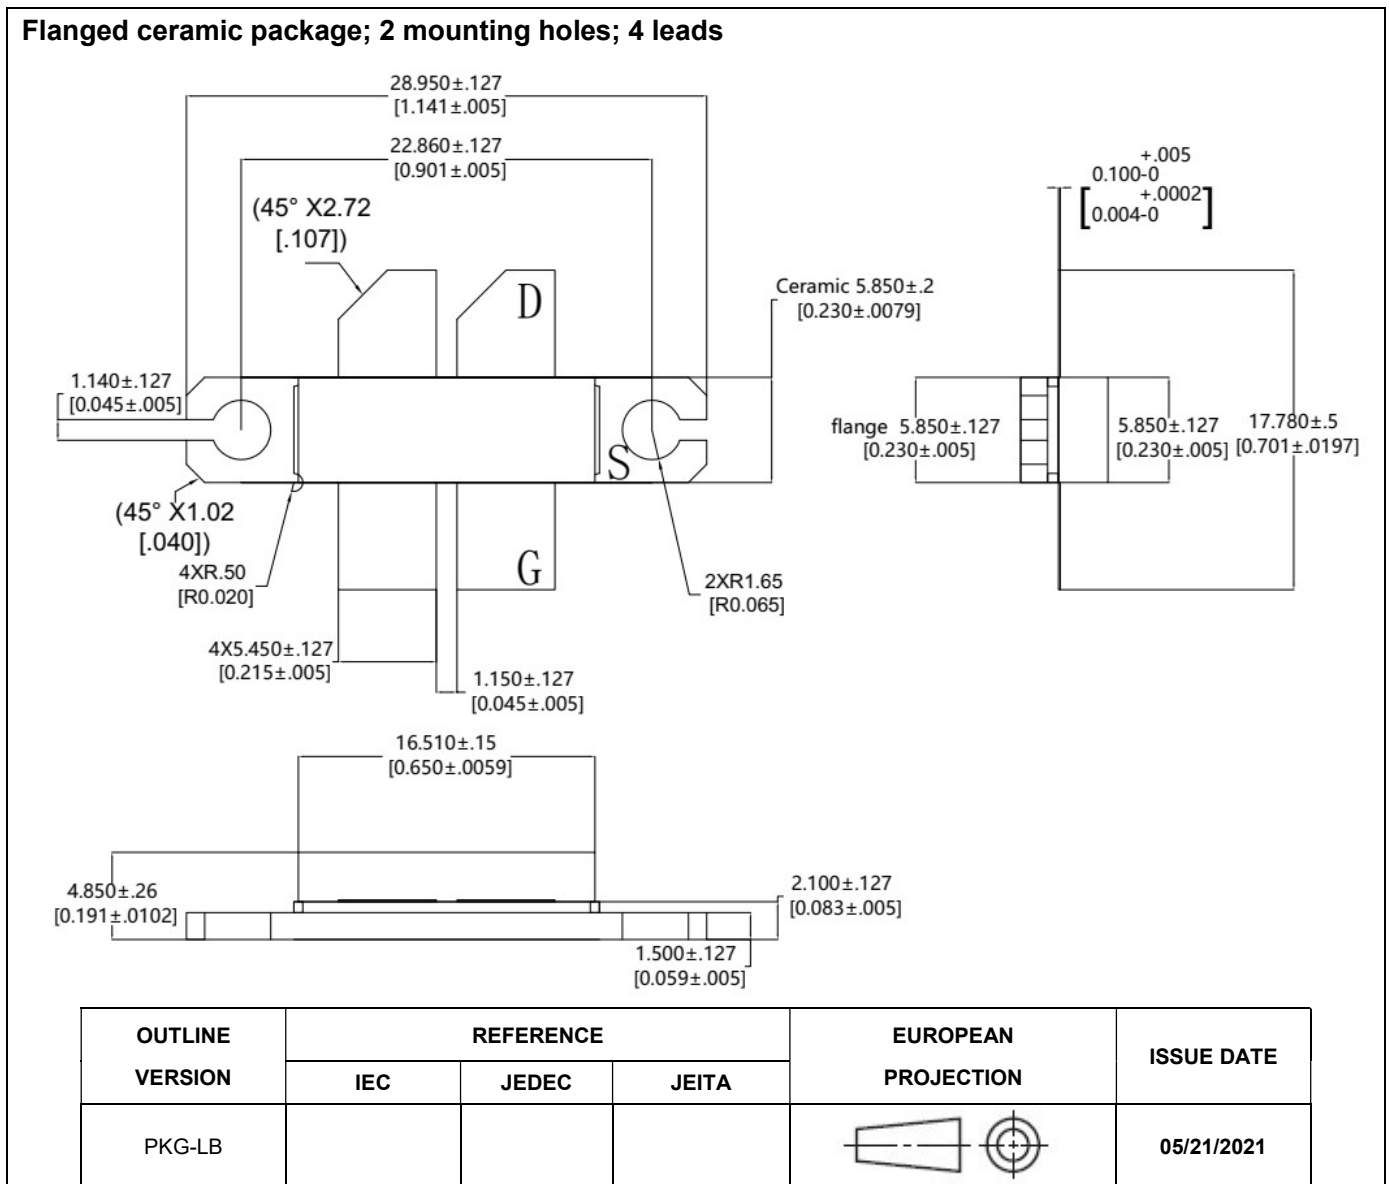 Flanged ceramic package; 2 mounting holes; 4 leads
28.950±.127
[1.141±.005]
22.860±.127
[0.901±.005]
+.005
0.100-0
+.0002
[0.004-0]
(45° X2.72
[.107])
D
Ceramic 5.850±.2
[0.230±.0079]
1.140±.127
[0.045±.005]
flange 5.850±.127
[0.230±.005]
5.850±.127
[0.230±.005]
17.780±.5
[0.701±.0197]
S
(45° X1.02
[.040])
4XR.50
[R0.020]
G
2XR1.65
[R0.065]
4X5.450±.127
[0.215±.005]
1.150±.127
[0.045±.005]
16.510±.15
[0.650±.0059]
4.850±.26
[0.191±.0102]
2.100±.127
[0.083±.005]
1.500±.127
[0.059±.005]
OUTLINE
VERSION
REFERENCE
IEC
JEDEC
JEITA
EUROPEAN
PROJECTION
ISSUE DATE
PKG-LB
05/21/2021